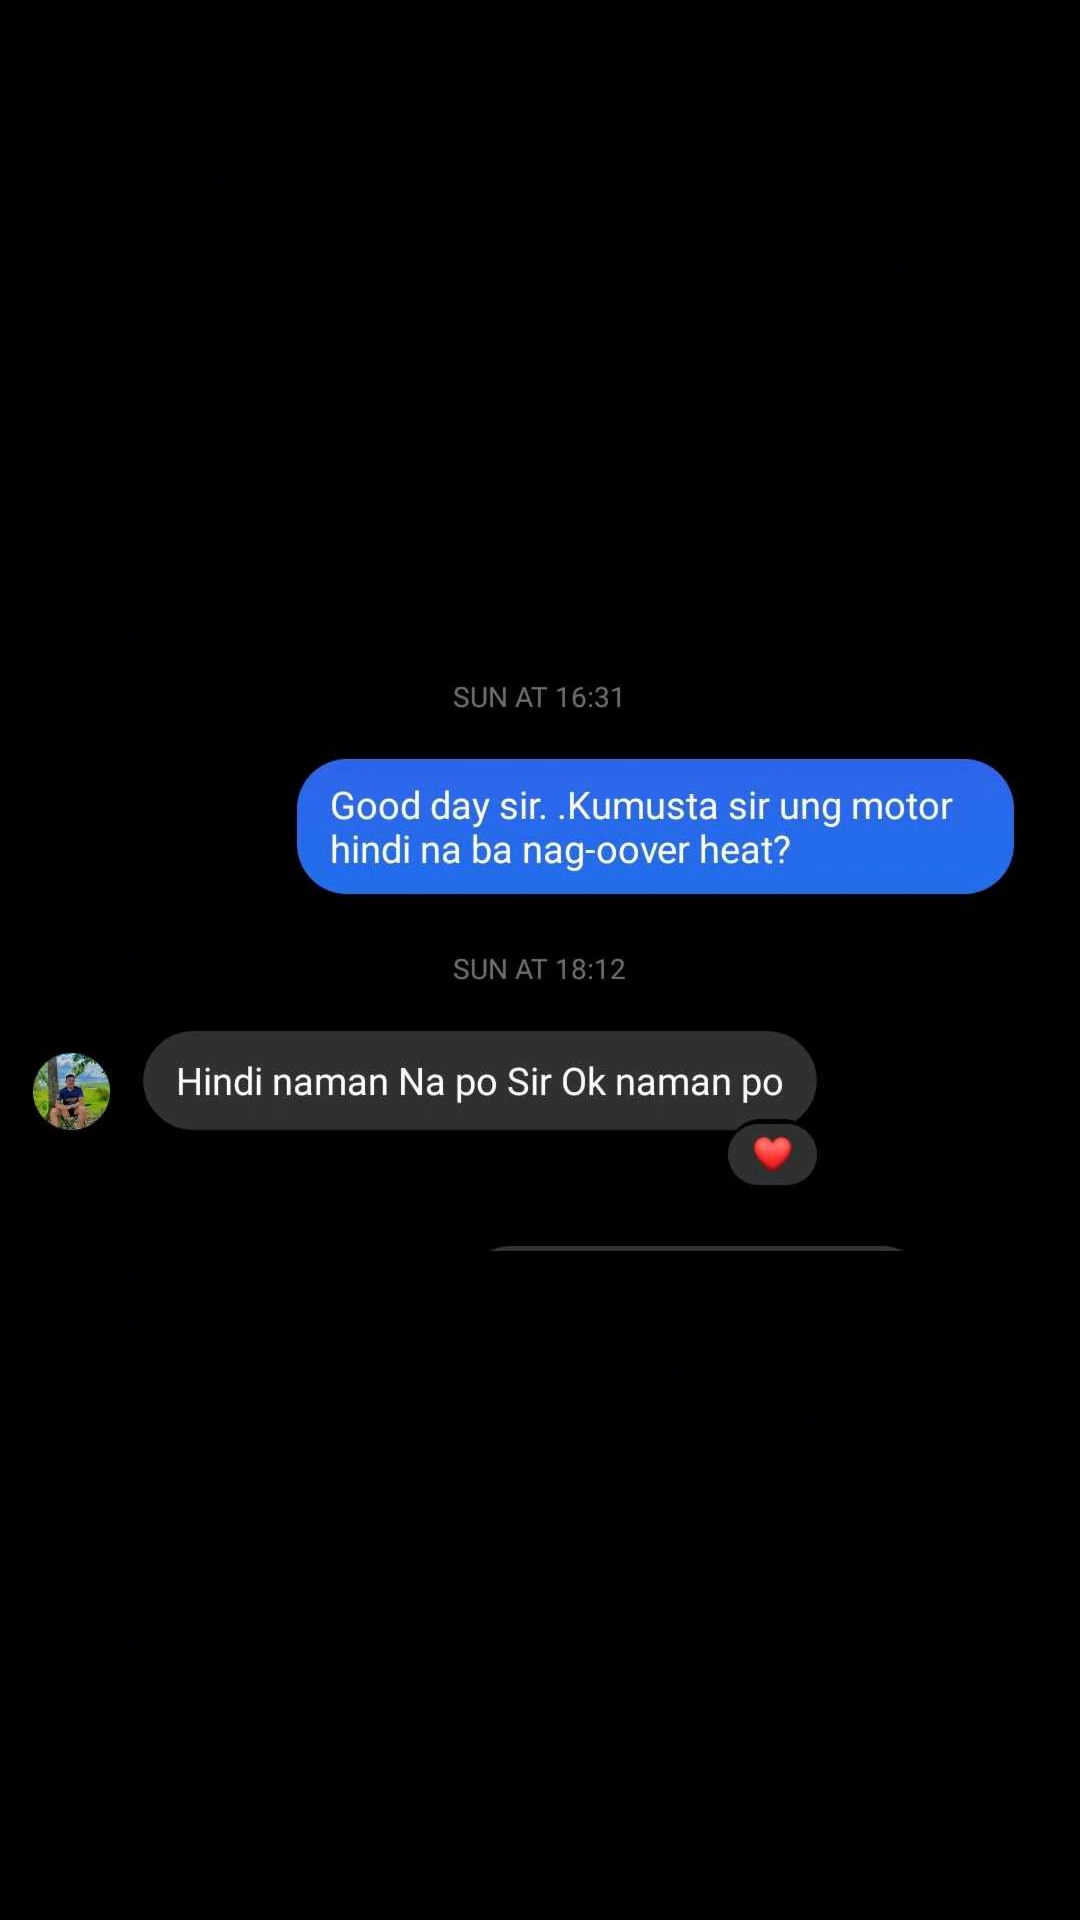 SUN AT 16:31
Good day sir. .Kumusta sir ung motor
hindi na ba nag-oover heat?
SUN AT 18:12
Hindi naman Na po Sir Ok naman po